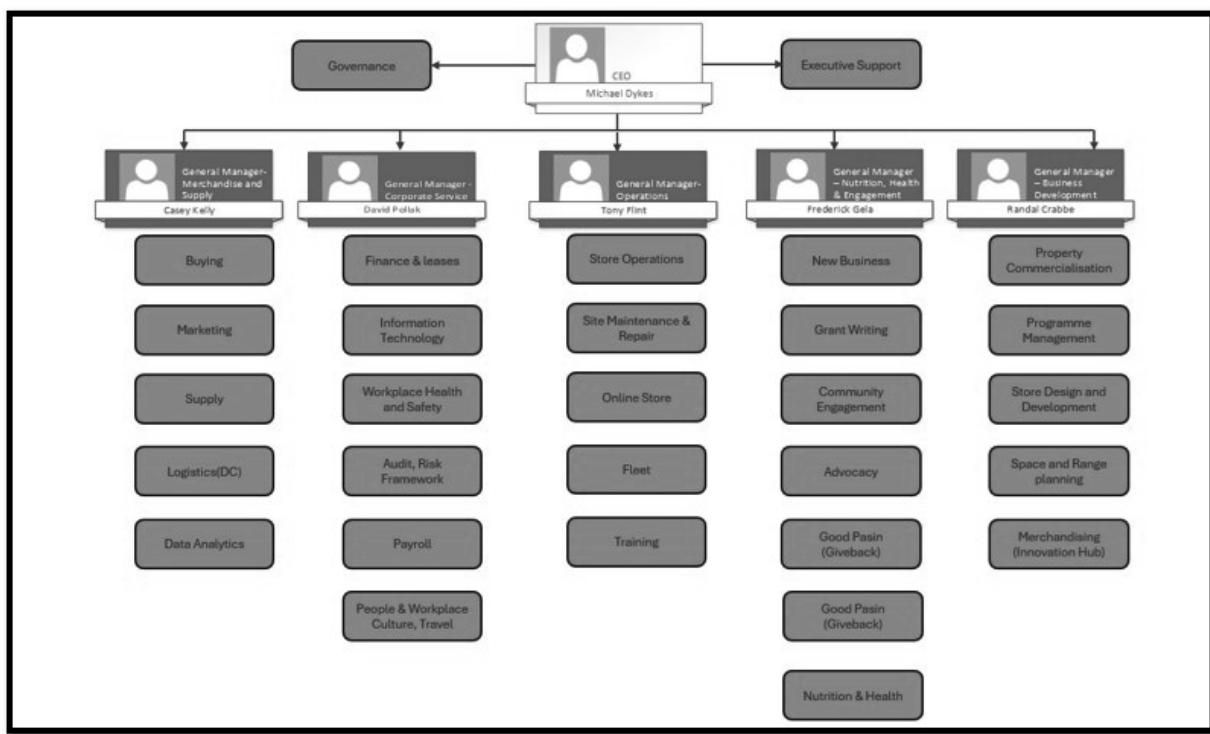 Governance
CEO
Michael Dykes
Executive Support
General Manager-
Merchandise and
Supply
Casey Kelly
General Manager -
Corporate Service
David Pollak
General Manager-
Operations
Tony Flint
General Manager
– Nutrition, Health
& Engagement
Frederick Gela
General Manager
– Business
Development
Randal Crabbe
Buying
Marketing
Supply
Logistics(DC)
Data Analytics
Finance & leases
Information
Technology
Workplace Health
and Safety
Audit, Risk
Framework
Payroll
People & Workplace
Culture, Travel
Store Operations
Site Maintenance &
Repair
Online Store
Fleet
Training
New Business
Grant Writing
Community
Engagement
Advocacy
Good Pasin
(Giveback)
Good Pasin
(Giveback)
Nutrition & Health
Property
Commercialisation
Programme
Management
Store Design and
Development
Space and Range
planning
Merchandising
(Innovation Hub)